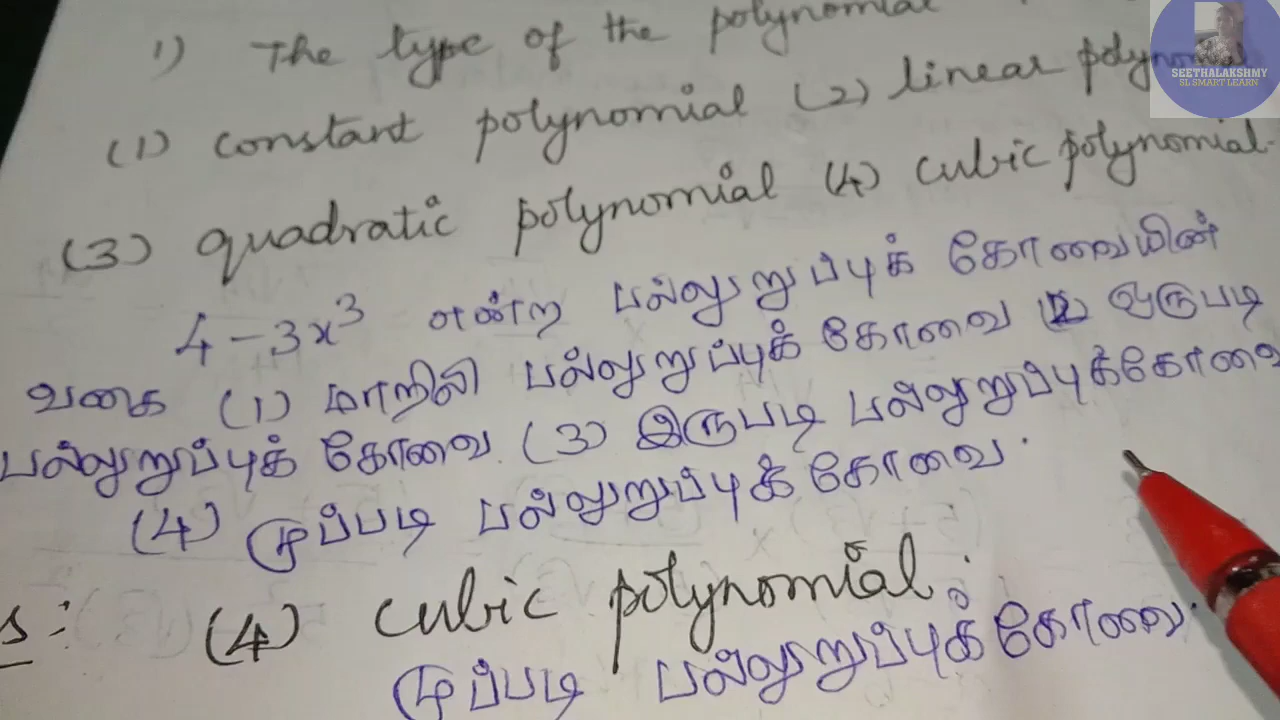 1) The type of the polynomial
(1) constant polynomial (2) linear polynomial
(3) quadratic polynomial (4) cubic polynomial.
4-3x³ என்ற பல்லுறுப்புக் கோவையின்
வகை (1) மாறிலி பல்லுறுப்புக் கோவை (2) ஒருபடி
பல்லுறுப்புக் கோவை (3) இருபடி பல்லுறுப்புக்கோவை
(4) முப்படி பல்லுறுப்புக்கோவை.
s: (4) cubic polynomial.
முப்படி பல்லுறுப்புக்கோவை.
SEETHALAKSHMY
SL SMART LEARN